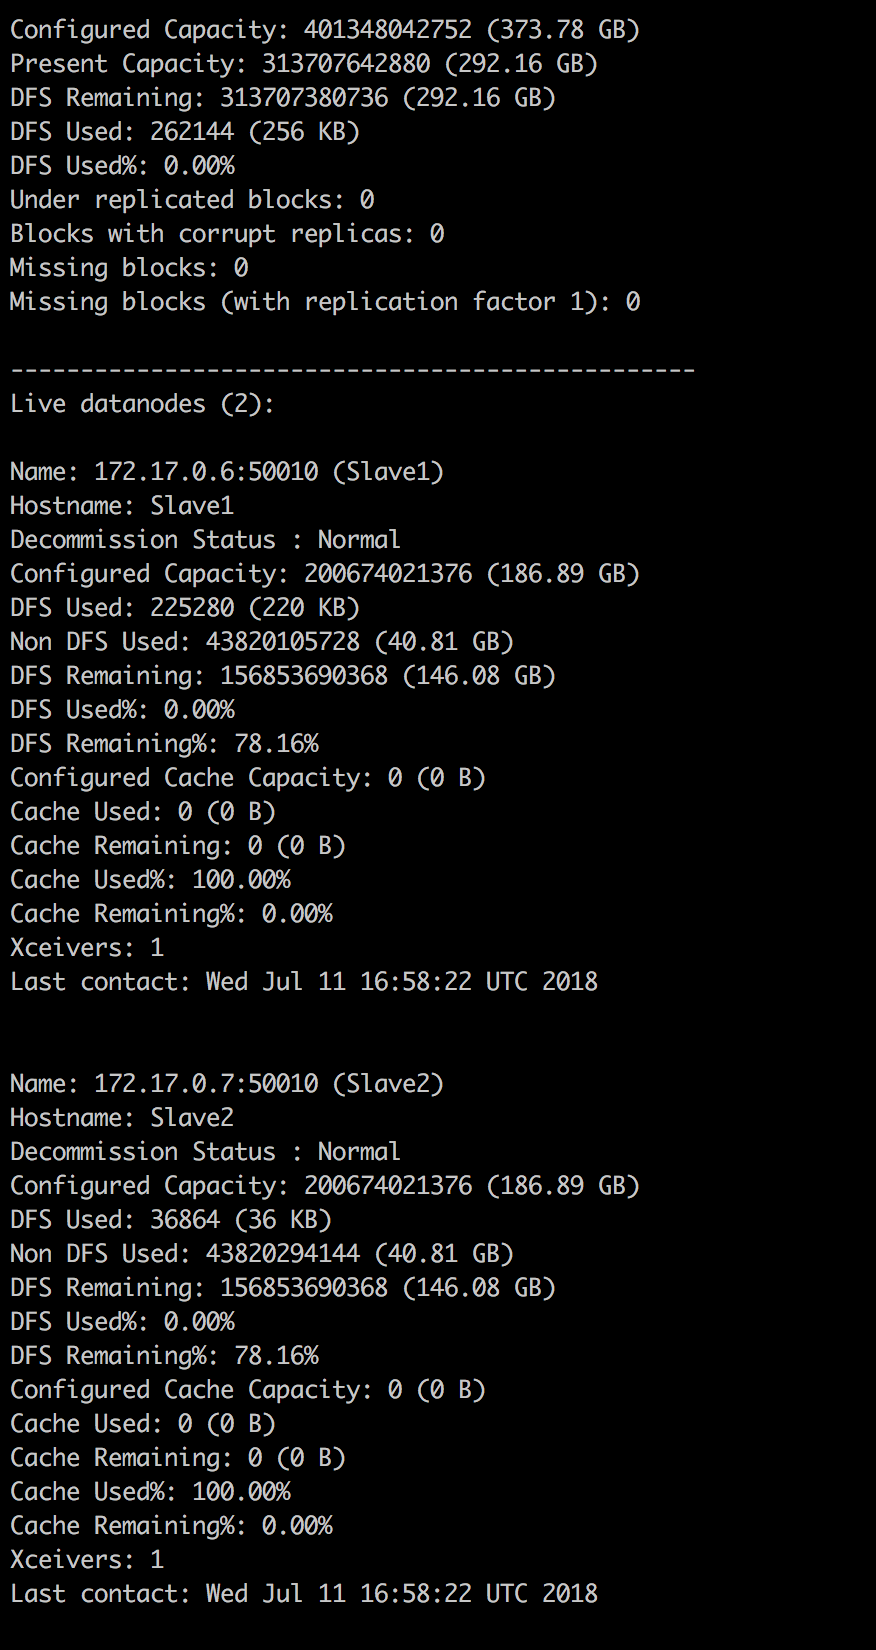 Configured Capacity: 401348042752 (373.78 GB)
Present Capacity: 313707642880 (292.16 GB)
DFS Remaining: 313707380736 (292.16 GB)
DFS Used: 262144 (256 KB)
DFS Used%: 0.00%
Under replicated blocks: 0
Blocks with corrupt replicas: 0
Missing blocks: 0
Missing blocks (with replication factor 1): 0
-------------------------------------------------
Live datanodes (2):
Name: 172.17.0.6:50010 (Slave1)
Hostname: Slave1
Decommission Status : Normal
Configured Capacity: 200674021376 (186.89 GB)
DFS Used: 225280 (220 KB)
Non DFS Used: 43820105728 (40.81 GB)
DFS Remaining: 156853690368 (146.08 GB)
DFS Used%: 0.00%
DFS Remaining%: 78.16%
Configured Cache Capacity: 0 (0 B)
Cache Used: 0 (0 B)
Cache Remaining: 0 (0 B)
Cache Used%: 100.00%
Cache Remaining%: 0.00%
Xceivers: 1
Last contact: Wed Jul 11 16:58:22 UTC 2018
Name: 172.17.0.7:50010 (Slave2)
Hostname: Slave2
Decommission Status : Normal
Configured Capacity: 200674021376 (186.89 GB)
DFS Used: 36864 (36 KB)
Non DFS Used: 43820294144 (40.81 GB)
DFS Remaining: 156853690368 (146.08 GB)
DFS Used%: 0.00%
DFS Remaining%: 78.16%
Configured Cache Capacity: 0 (0 B)
Cache Used: 0 (0 B)
Cache Remaining: 0 (0 B)
Cache Used%: 100.00%
Cache Remaining%: 0.00%
Xceivers: 1
Last contact: Wed Jul 11 16:58:22 UTC 2018